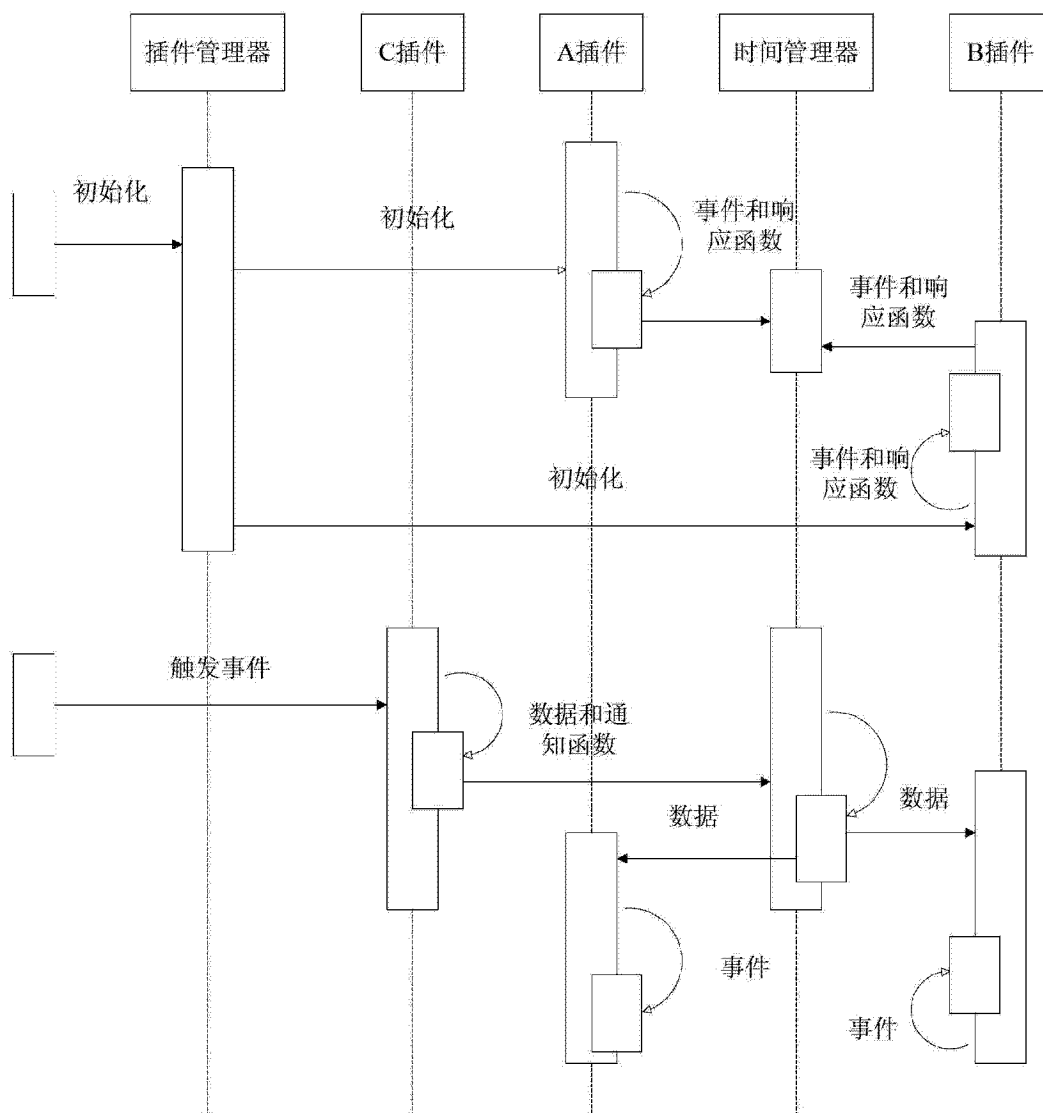 插件管理器
C插件
A插件
时间管理器
B插件
初始化
初始化
事件和响
应函数
事件和响
应函数
事件和响
应函数
初始化
触发事件
数据和通
知函数
数据
数据
事件
事件